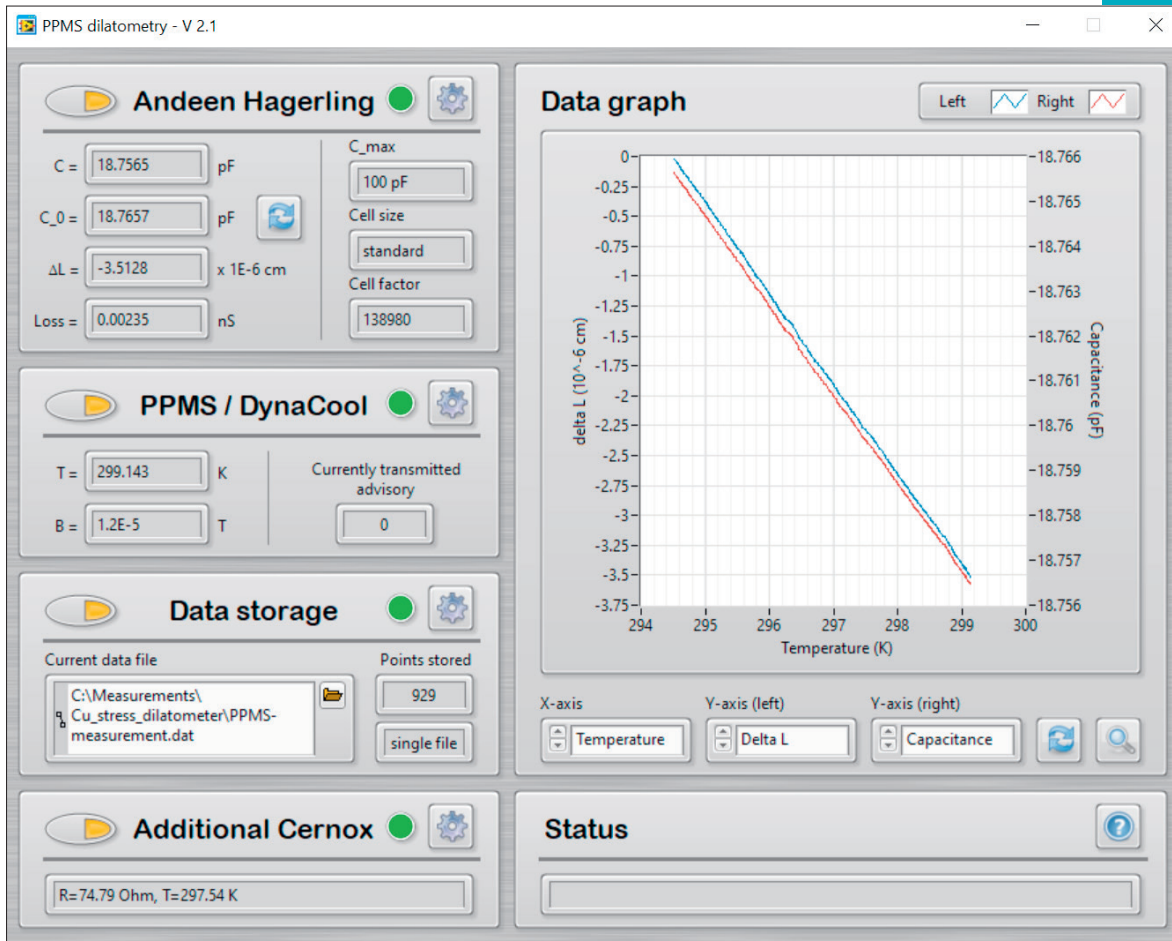 PPMS dilatometry - V 2.1
Andeen Hagerling
C = 18.7565 pF
C_0 = 18.7657 pF
ΔL = -3.5128 x 1E-6 cm
Loss = 0.00235 nS
C_max
100 pF
Cell size
standard
Cell factor
138980
PPMS / DynaCool
T = 299.143 K
B = 1.2E-5 T
Currently transmitted
advisory
0
Data storage
Current data file
C:\Measurements\
Cu_stress_dilatometer\PPMS-
measurement.dat
Points stored
929
single file
Additional Cernox
R=74.79 Ohm, T=297.54 K
Data graph
Left Right
delta L (10^-6 cm)
0
-0.25
-0.5
-0.75
-1
-1.25
-1.5
-1.75
-2
-2.25
-2.5
-2.75
-3
-3.25
-3.5
-3.75
18.766
18.765
18.764
18.763
18.762
18.761
18.76
18.759
18.758
18.757
18.756
Capacitance (pF)
294 295 296 297 298 299 300
Temperature (K)
X-axis Y-axis (left) Y-axis (right)
Temperature Delta L Capacitance
Status
?